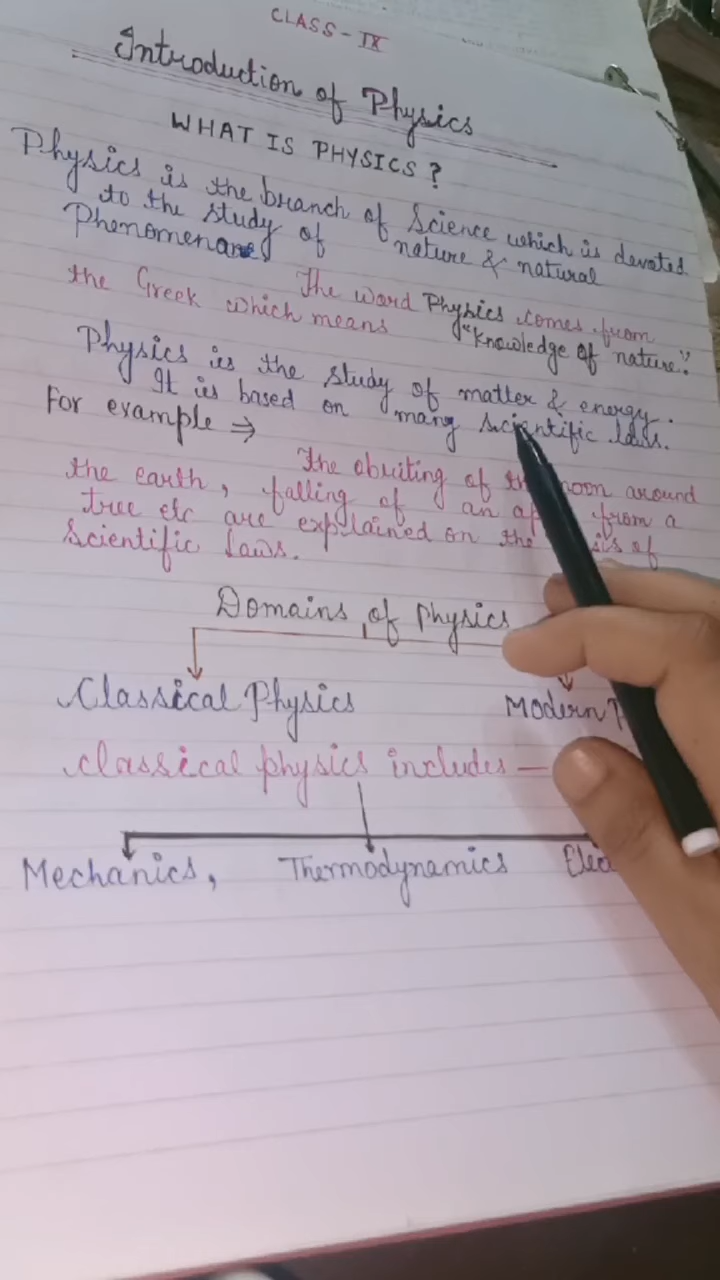 CLASS - IX
Introduction of Physics
WHAT IS PHYSICS?
Physics is the branch of Science which is devoted
to the study of nature & natural
Phenomena
The word Physics comes from
the Greek which means "Knowledge of nature".
Physics is the study of matter & energy.
It is based on many scientific laws.
For example ⇒
The obruiting of the moon around
the earth, falling of an from a
tree etc are explained on the of
Scientific laws.
Domains of Physics
Classical Physics Modern
Classical physics includes —
Mechanics, Thermodynamics